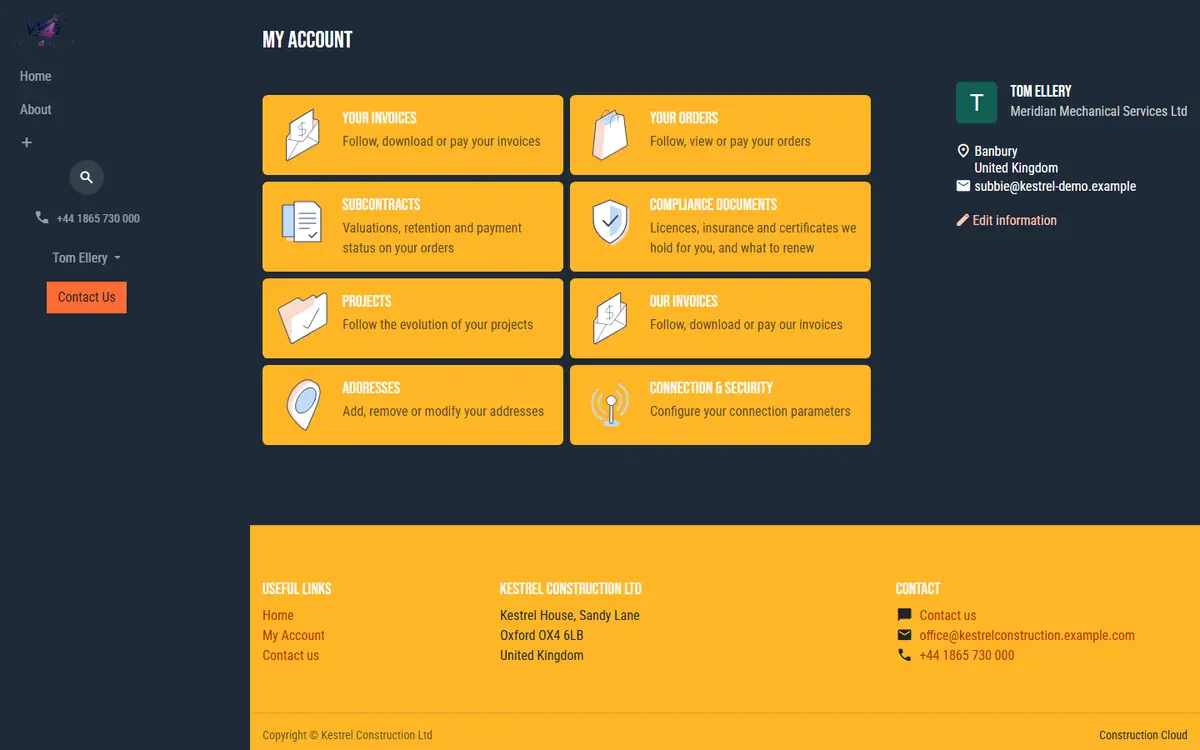 Home
About
+44 1865 730 000
Tom Ellery
Contact Us
MY ACCOUNT
YOUR INVOICES
Follow, download or pay your invoices
YOUR ORDERS
Follow, view or pay your orders
SUBCONTRACTS
Valuations, retention and payment
status on your orders
COMPLIANCE DOCUMENTS
Licences, insurance and certificates we
hold for you, and what to renew
PROJECTS
Follow the evolution of your projects
OUR INVOICES
Follow, download or pay our invoices
ADDRESSES
Add, remove or modify your addresses
CONNECTION & SECURITY
Configure your connection parameters
T
TOM ELLERY
Meridian Mechanical Services Ltd
Banbury
United Kingdom
subbie@kestrel-demo.example
Edit information
USEFUL LINKS
Home
My Account
Contact us
KESTREL CONSTRUCTION LTD
Kestrel House, Sandy Lane
Oxford OX4 6LB
United Kingdom
CONTACT
Contact us
office@kestrelconstruction.example.com
+44 1865 730 000
Copyright © Kestrel Construction Ltd
Construction Cloud